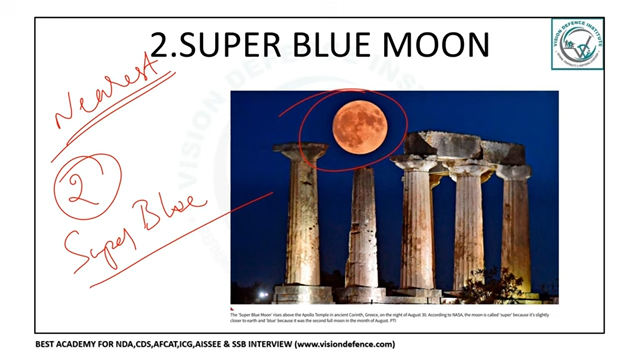 2.SUPER BLUE MOON
VISION DEFENCE INSTITUTE
Nearest
2
Super Blue
The 'Super Blue Moon' rises above the Apollo Temple in ancient Corinth, Greece, on the night of August 30. According to NASA, the moon is called 'super' because it's slightly
closer to earth and 'blue' because it was the second full moon in the month of August. PTI
BEST ACADEMY FOR NDA,CDS,AFCAT,ICG,AISSEE & SSB INTERVIEW (www.visiondefence.com)